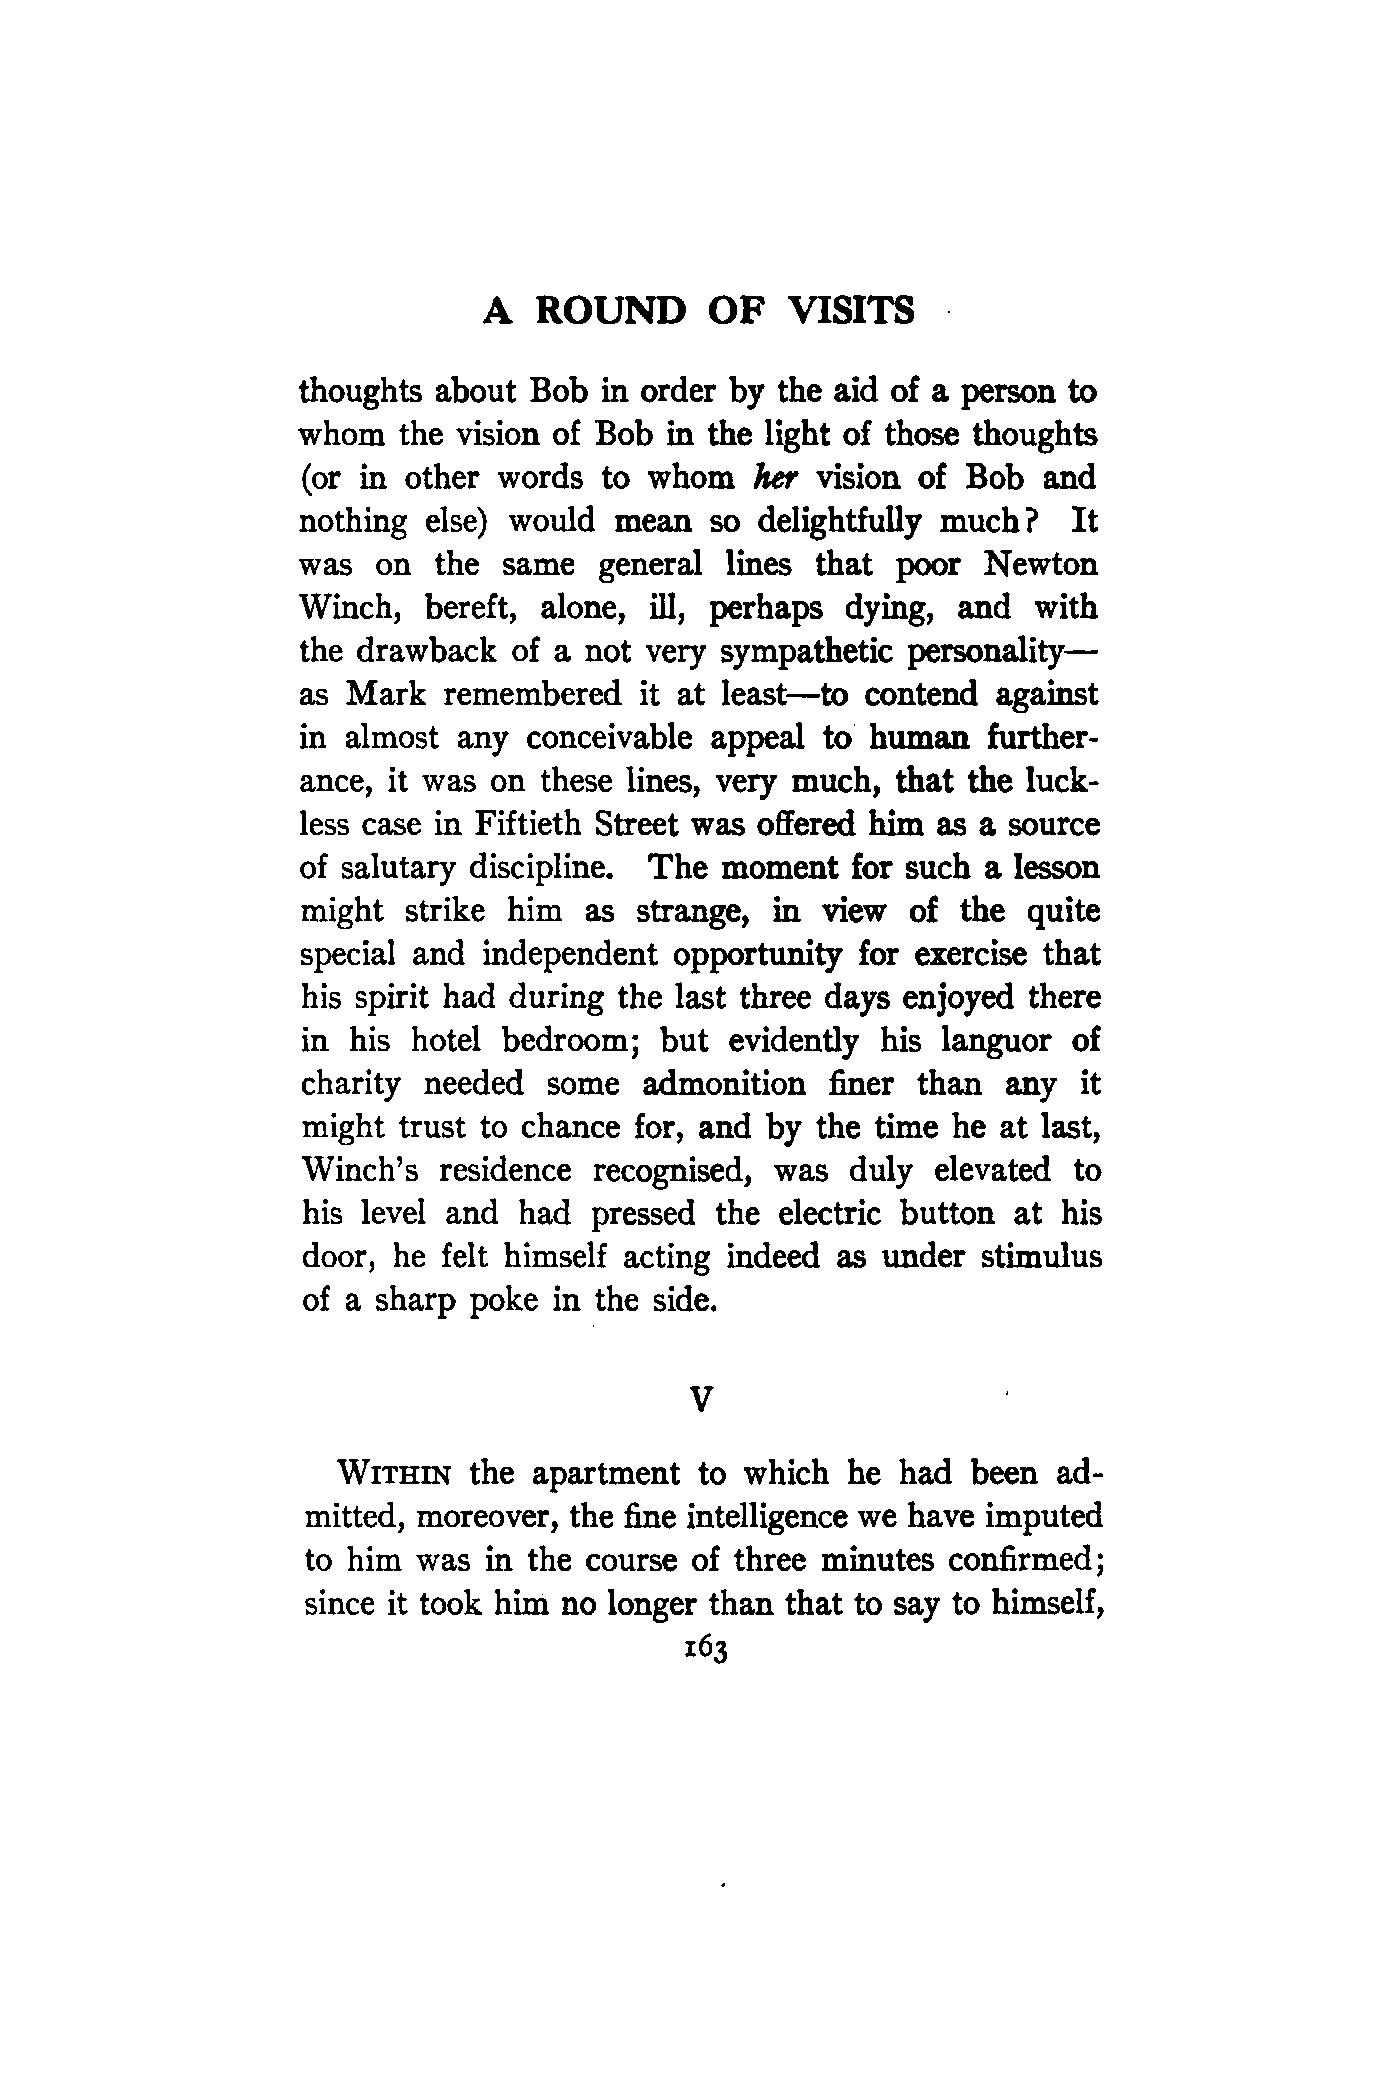 A ROUND OF VISITS
thoughts about Bob in order by the aid of a person to
whom the vision of Bob in the light of those thoughts
(or in other words to whom her vision of Bob and
nothing else) would mean so delightfully much? It
was on the same general lines that poor Newton
Winch, bereft, alone, ill, perhaps dying, and with
the drawback of a not very sympathetic personality—
as Mark remembered it at least—to contend against
in almost any conceivable appeal to human further-
ance, it was on these lines, very much, that the luck-
less case in Fiftieth Street was offered him as a source
of salutary discipline. The moment for such a lesson
might strike him as strange, in view of the quite
special and independent opportunity for exercise that
his spirit had during the last three days enjoyed there
in his hotel bedroom; but evidently his languor of
charity needed some admonition finer than any it
might trust to chance for, and by the time he at last,
Winch's residence recognised, was duly elevated to
his level and had pressed the electric button at his
door, he felt himself acting indeed as under stimulus
of a sharp poke in the side.
V
WITHIN the apartment to which he had been ad-
mitted, moreover, the fine intelligence we have imputed
to him was in the course of three minutes confirmed;
since it took him no longer than that to say to himself,
163